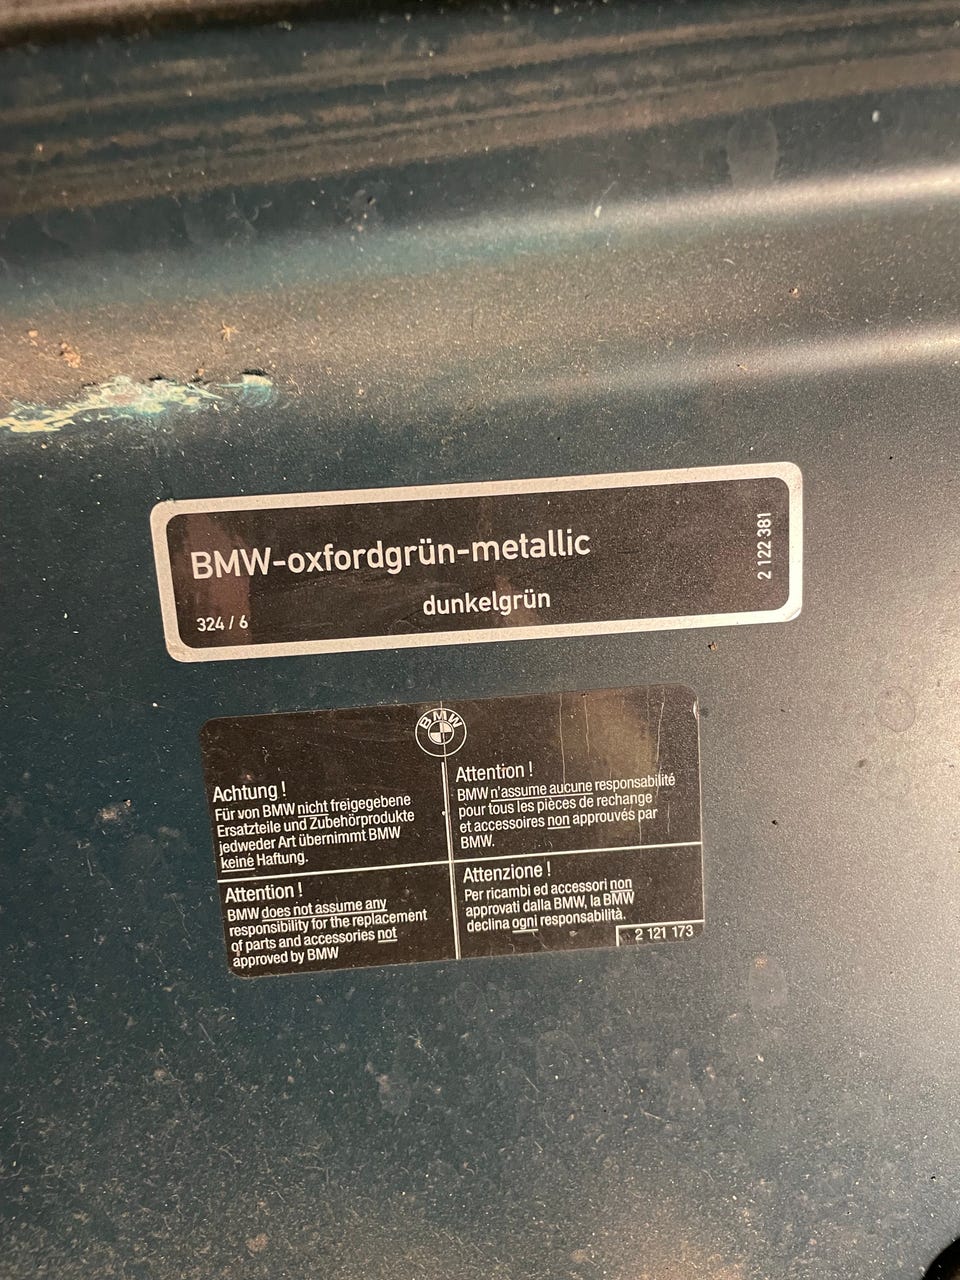 BMW-oxfordgrün-metallic
dunkelgrün
324 / 6
2 122 381
BMW
Achtung !
Für von BMW nicht freigegebene
Ersatzteile und Zubehörprodukte
jedweder Art übernimmt BMW
keine Haftung.
Attention !
BMW n'assume aucune responsabilité
pour tous les pièces de rechange
et accessoires non approuvés par
BMW.
Attention !
BMW does not assume any
responsibility for the replacement
of parts and accessories not
approved by BMW
Attenzione !
Per ricambi ed accessori non
approvati dalla BMW, la BMW
declina ogni responsabilità.
2 121 173